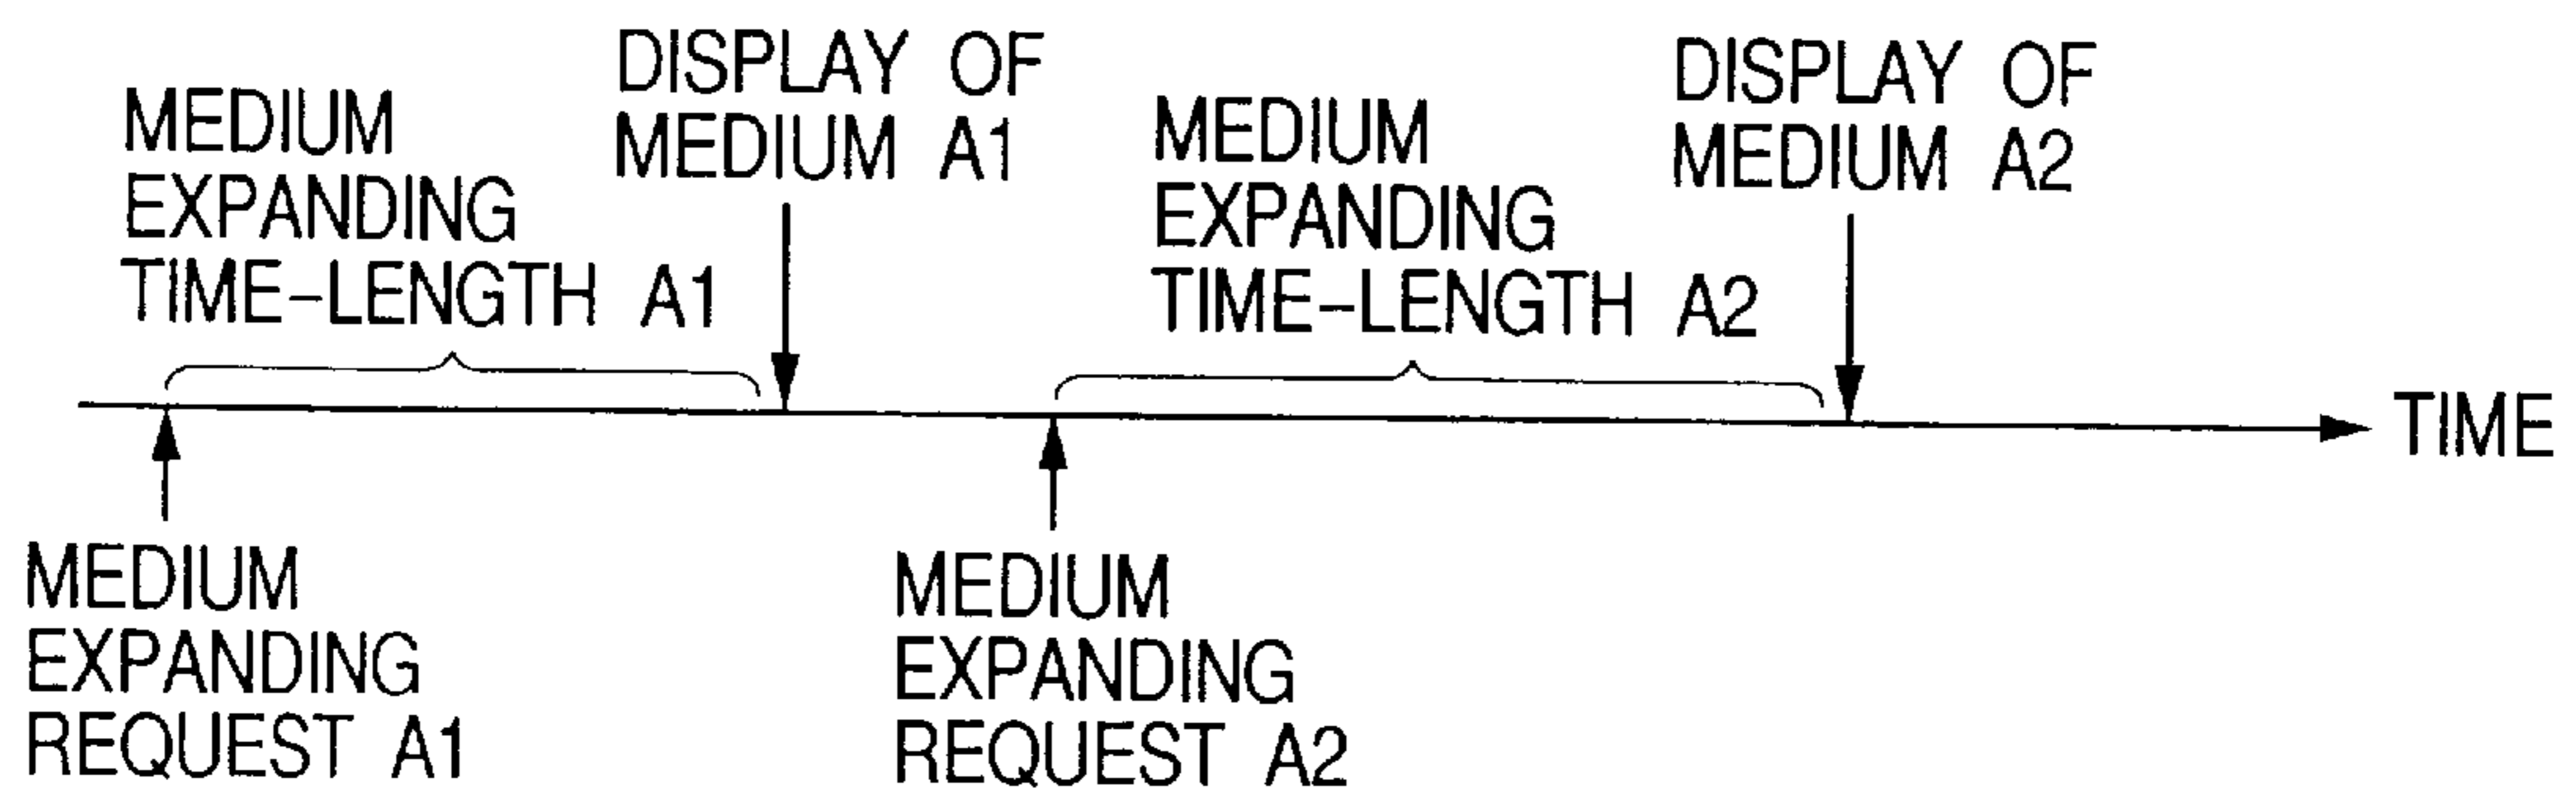 MEDIUM
EXPANDING
TIME-LENGTH A1
DISPLAY OF
MEDIUM A1
MEDIUM
EXPANDING
TIME-LENGTH A2
DISPLAY OF
MEDIUM A2
TIME
MEDIUM
EXPANDING
REQUEST A1
MEDIUM
EXPANDING
REQUEST A2